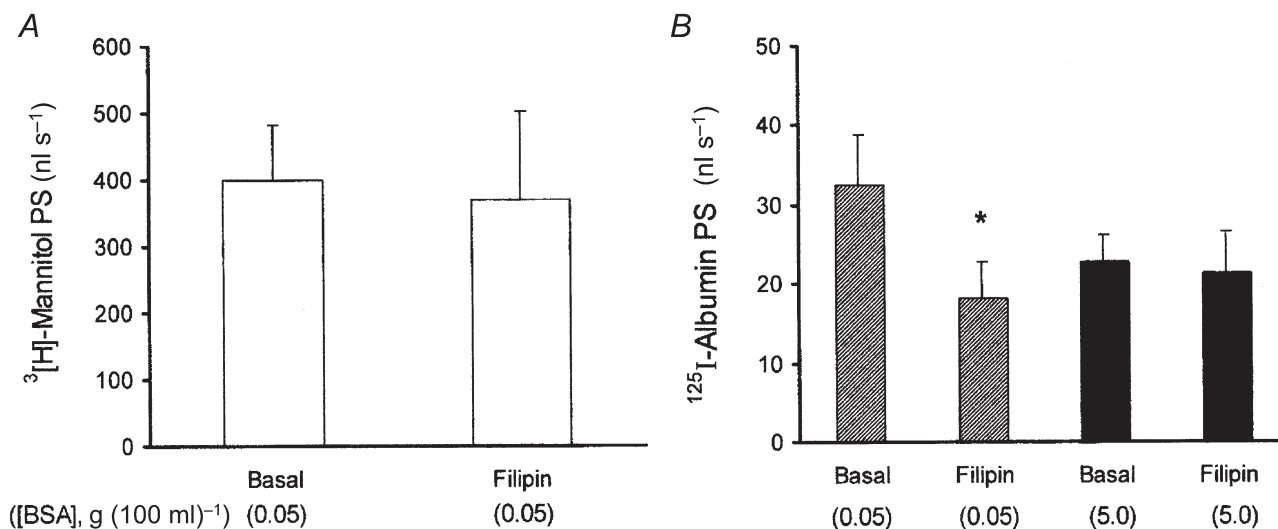 A
600
500
400
300
200
100
0
³[H]-Mannitol PS (nl s⁻¹)
Basal Filipin
([BSA], g (100 ml)⁻¹) (0.05) (0.05)
B
50
40
30
20
10
0
¹²⁵I-Albumin PS (nl s⁻¹)
*
Basal Filipin Basal Filipin
(0.05) (0.05) (5.0) (5.0)